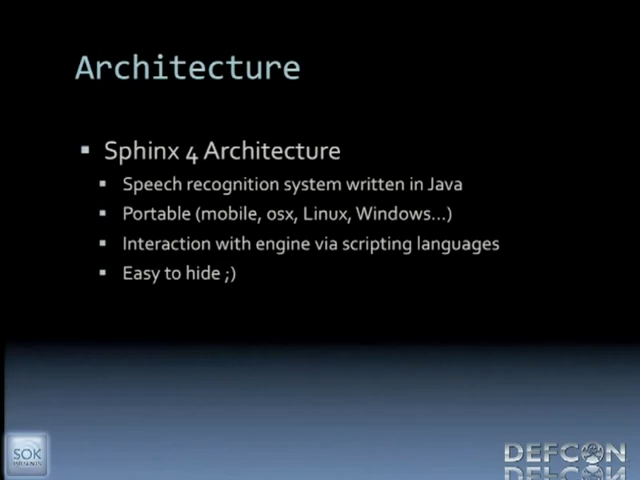 Architecture
Sphinx 4 Architecture
Speech recognition system written in Java
Portable (mobile, osx, Linux, Windows...)
Interaction with engine via scripting languages
Easy to hide ;)
SOK
DEFCON